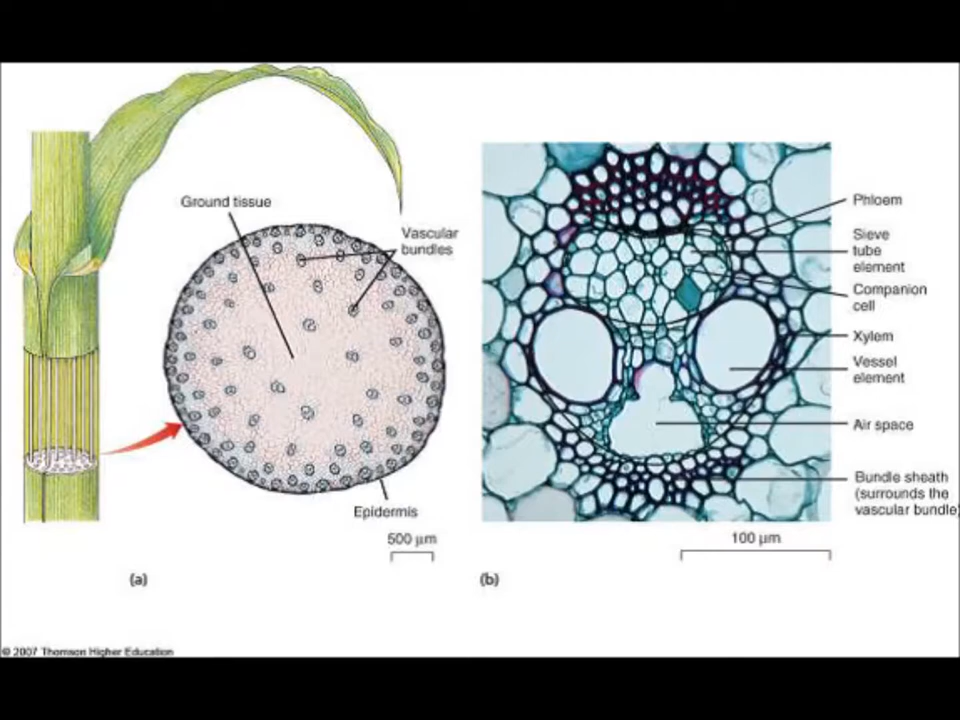 Ground tissue
Vascular
bundles
Epidermis
500 µm
(a)
Phloem
Sieve
tube
element
Companion
cell
Xylem
Vessel
element
Air space
Bundle sheath
(surrounds the
vascular bundle)
100 µm
(b)
© 2007 Thomson Higher Education